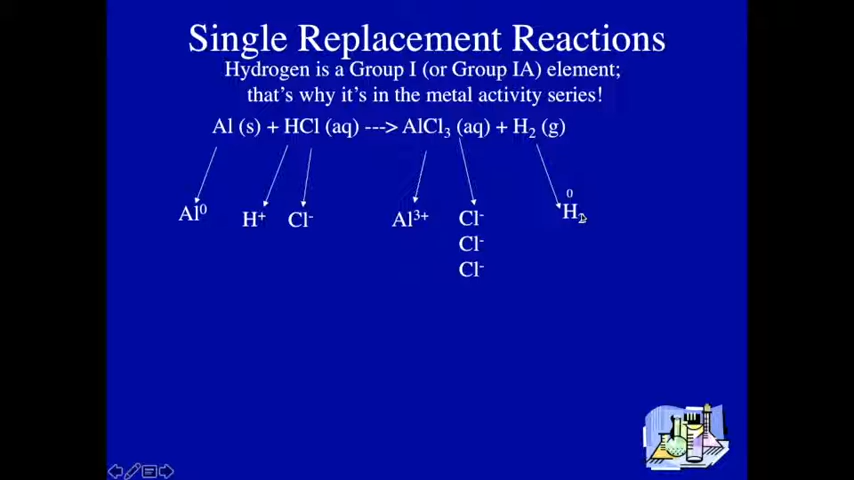 Single Replacement Reactions
Hydrogen is a Group I (or Group IA) element;
that's why it's in the metal activity series!
Al (s) + HCl (aq) ---> AlCl₃ (aq) + H₂ (g)
Al⁰ H⁺ Cl⁻ Al³⁺ Cl⁻ 0 H₂
Cl⁻
Cl⁻